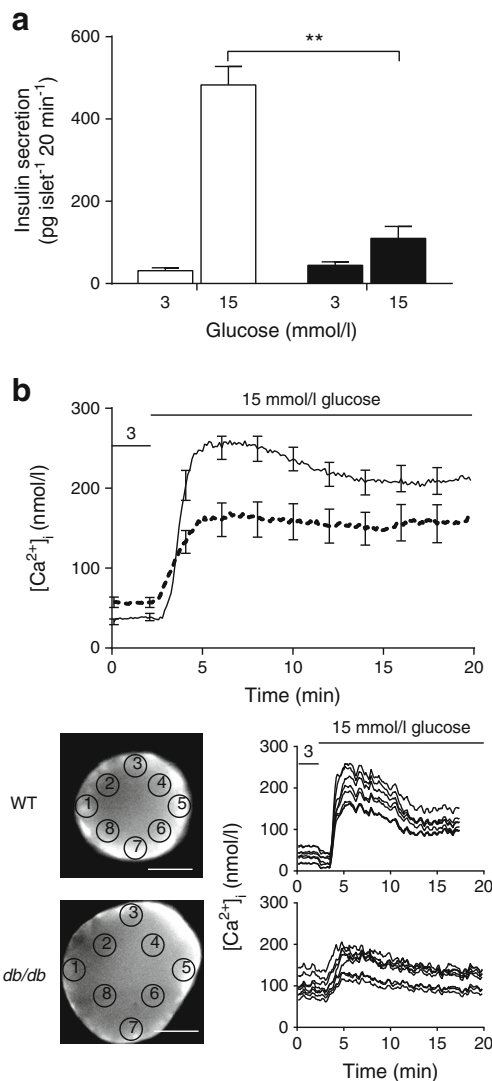 a
**
Insulin secretion
(pg islet⁻¹ 20 min⁻¹)
600
400
200
0
3 15 3 15
Glucose (mmol/l)
b
15 mmol/l glucose
3
[Ca²⁺]ᵢ (nmol/l)
300
200
100
0
0 5 10 15 20
Time (min)
WT
1 2 3 4 5 6 7 8
db/db
1 2 3 4 5 6 7 8
15 mmol/l glucose
3
[Ca²⁺]ᵢ (nmol/l)
300
200
100
0
0 5 10 15 20
300
200
100
0
0 5 10 15 20
Time (min)